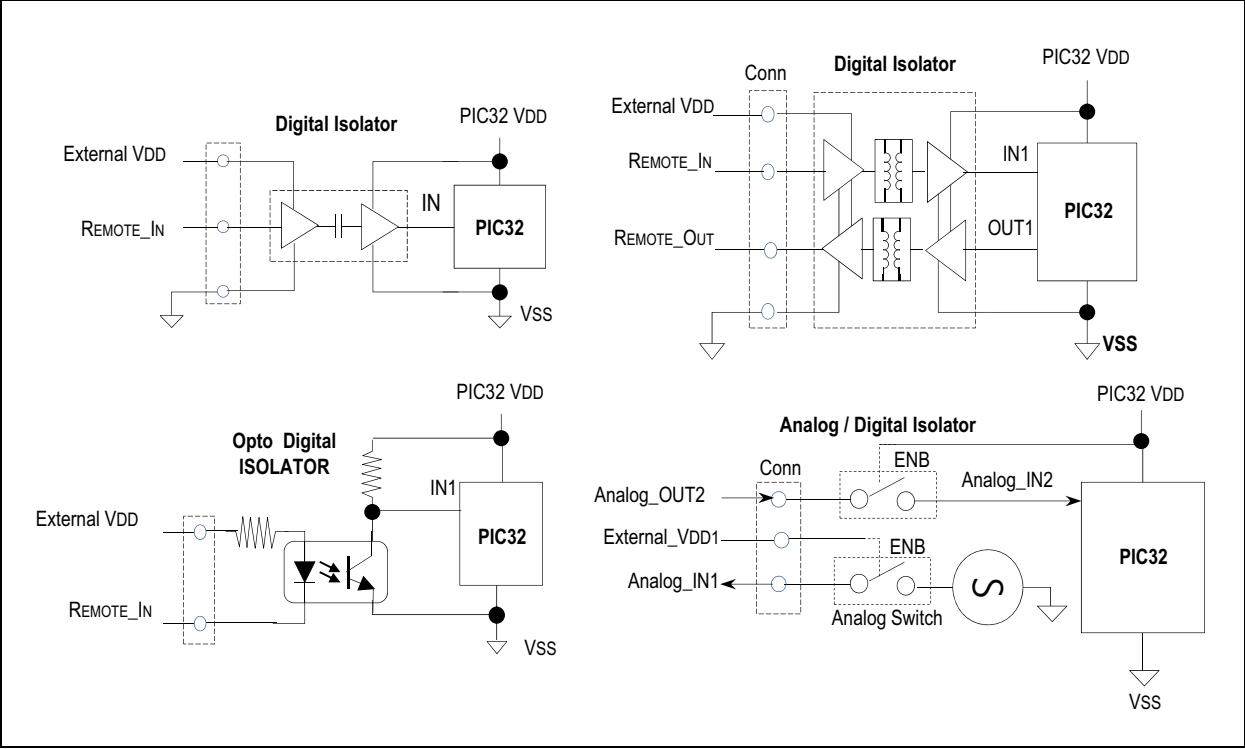 Digital Isolator
PIC32 VDD
External VDD
REMOTE_IN
IN
PIC32
VSS
Conn
Digital Isolator
PIC32 VDD
External VDD
REMOTE_IN
IN1
PIC32
REMOTE_OUT
OUT1
VSS
PIC32 VDD
Opto Digital
ISOLATOR
IN1
External VDD
PIC32
REMOTE_IN
VSS
PIC32 VDD
Analog / Digital Isolator
Conn
ENB
Analog_OUT2
Analog_IN2
External_VDD1
ENB
PIC32
Analog_IN1
S
Analog Switch
VSS